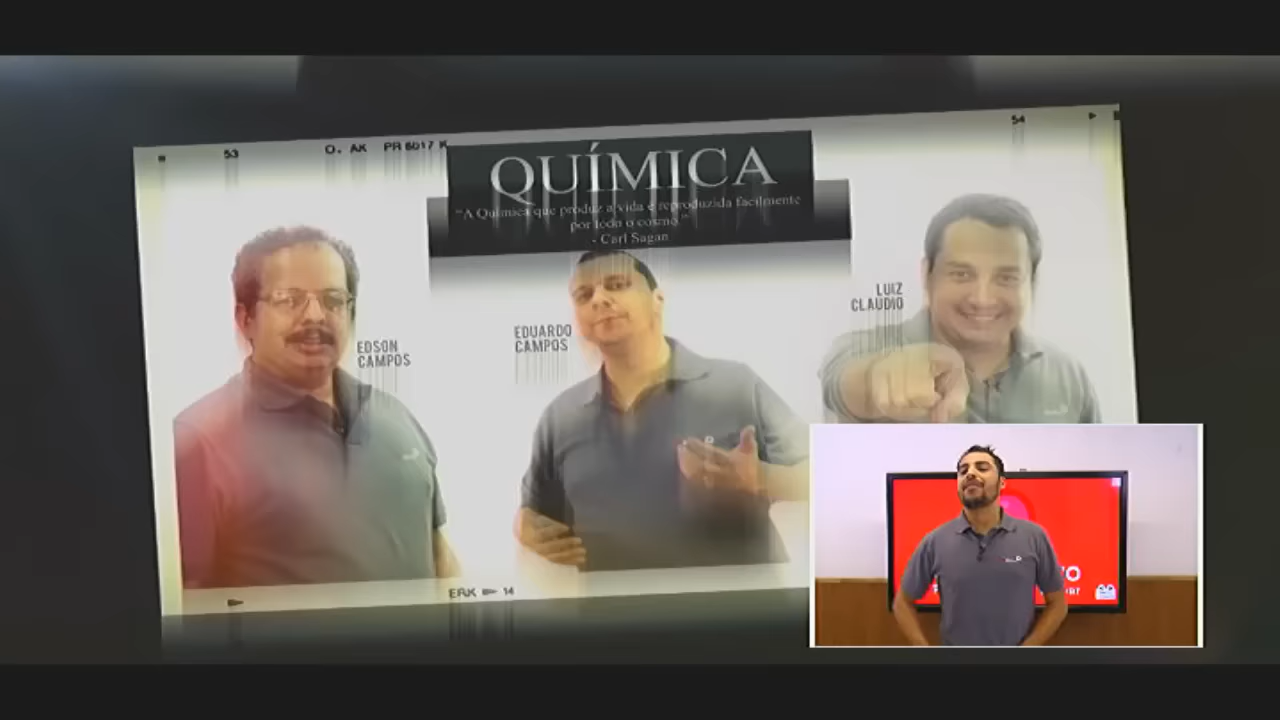 53
O. AK PR 6017 K
54
QUÍMICA
"A Química que produz a vida é reproduzida facilmente
por todo o cosmo."
- Carl Sagan
LUIZ
CLAUDIO
EDUARDO
CAMPOS
EDSON
CAMPOS
ERK 14